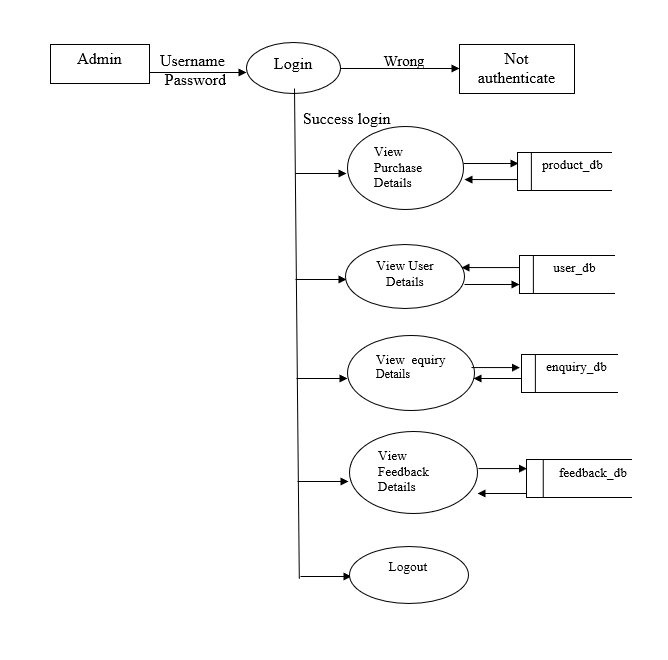 Admin
Username
Password
Login
Wrong
Not
authenticate
Success login
View
Purchase
Details
product_db
View User
Details
user_db
View equiry
Details
enquiry_db
View
Feedback
Details
feedback_db
Logout